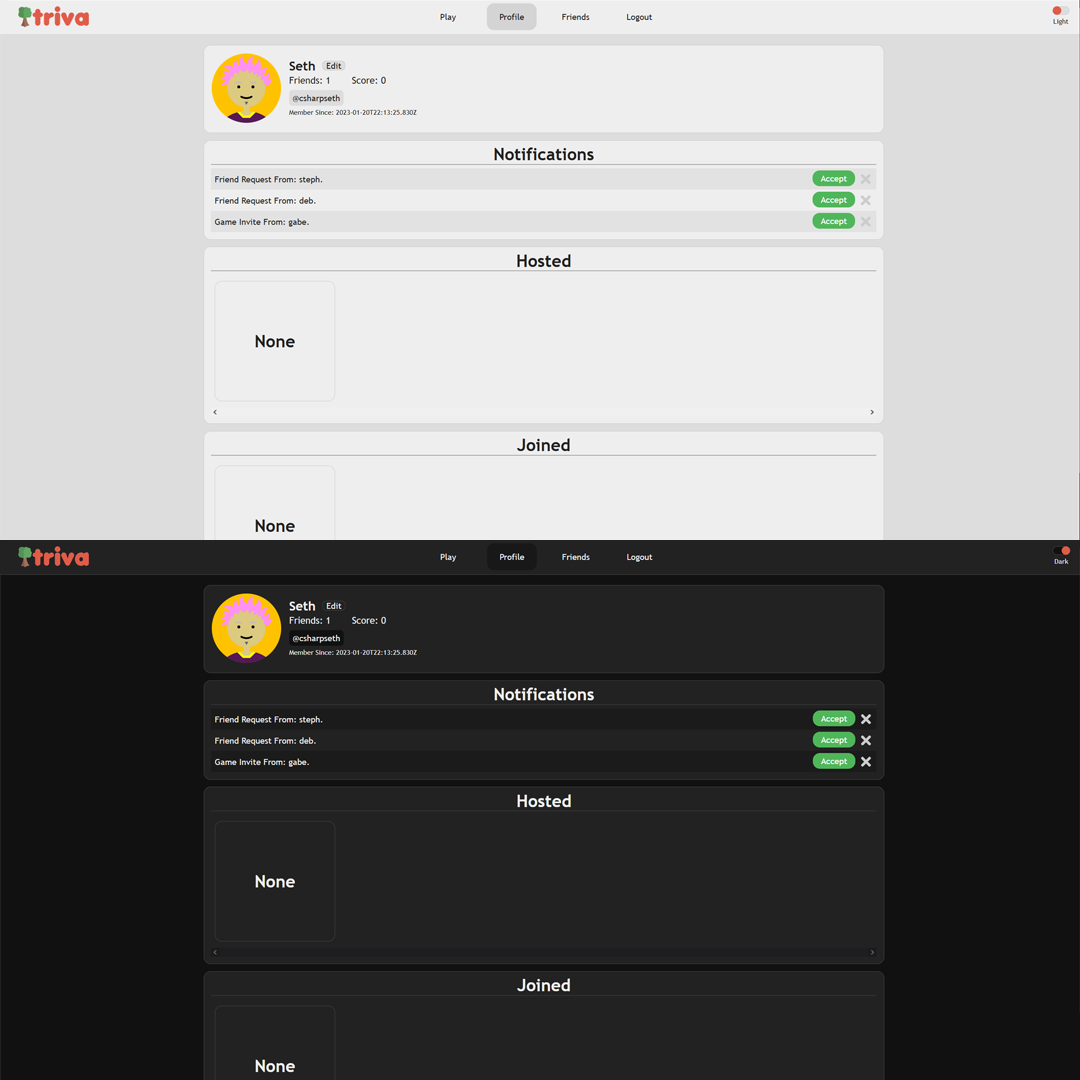 triva
Play
Profile
Friends
Logout
Light
Seth Edit
Friends: 1 Score: 0
@csharpseth
Member Since: 2023-01-20T22:13:25.830Z
Notifications
Friend Request From: steph. Accept
Friend Request From: deb. Accept
Game Invite From: gabe. Accept
Hosted
None
Joined
None
triva
Play
Profile
Friends
Logout
Dark
Seth Edit
Friends: 1 Score: 0
@csharpseth
Member Since: 2023-01-20T22:13:25.830Z
Notifications
Friend Request From: steph. Accept
Friend Request From: deb. Accept
Game Invite From: gabe. Accept
Hosted
None
Joined
None